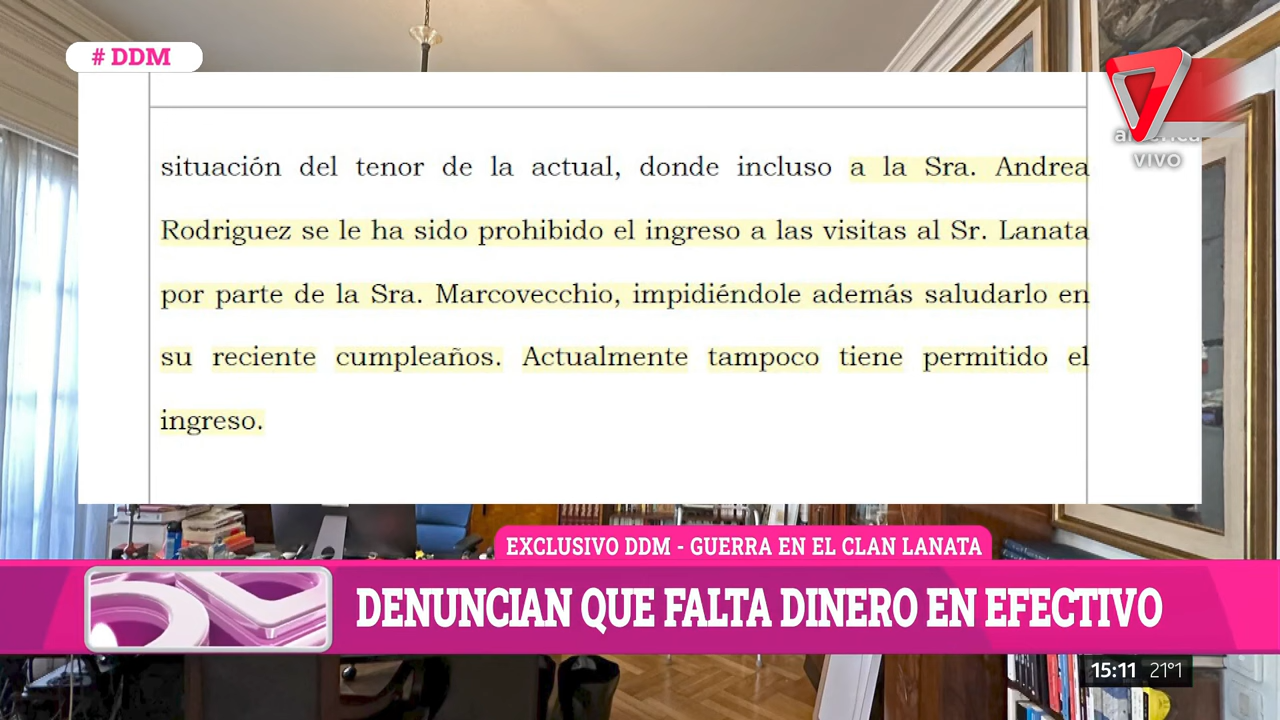 # DDM
américa
VIVO
situación del tenor de la actual, donde incluso a la Sra. Andrea
Rodriguez se le ha sido prohibido el ingreso a las visitas al Sr. Lanata
por parte de la Sra. Marcovecchio, impidiéndole además saludarlo en
su reciente cumpleaños. Actualmente tampoco tiene permitido el
ingreso.
EXCLUSIVO DDM - GUERRA EN EL CLAN LANATA
DENUNCIAN QUE FALTA DINERO EN EFECTIVO
15:11 21°1